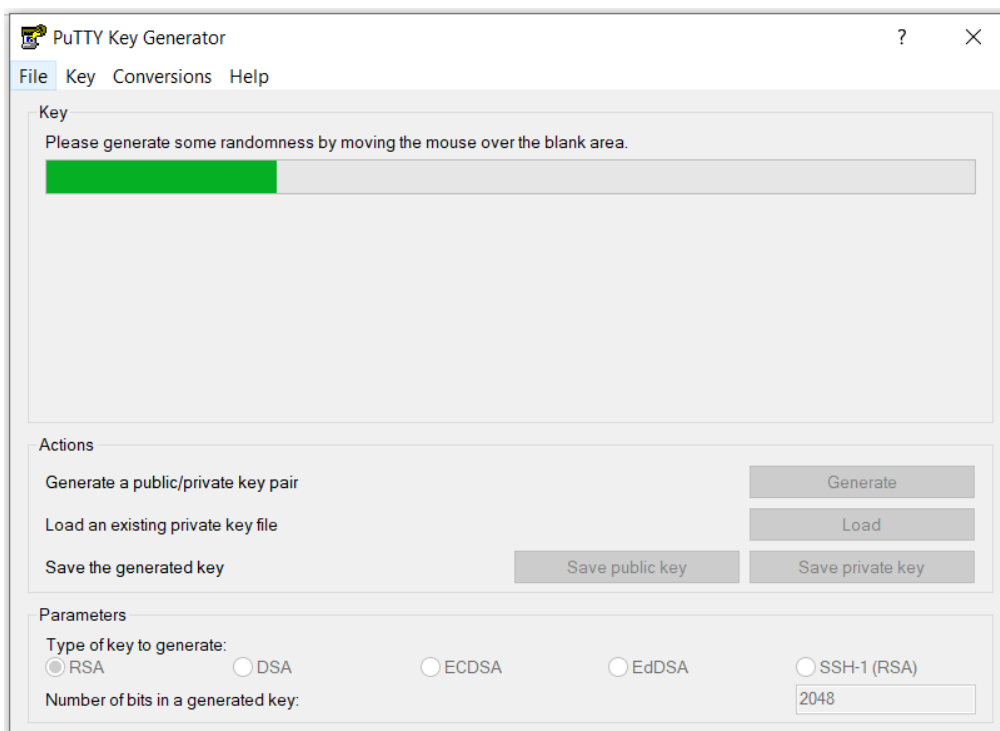 PuTTY Key Generator ?
File Key Conversions Help
Key
Please generate some randomness by moving the mouse over the blank area.
Actions
Generate a public/private key pair Generate
Load an existing private key file Load
Save the generated key Save public key Save private key
Parameters
Type of key to generate:
RSA DSA ECDSA EdDSA SSH-1 (RSA)
Number of bits in a generated key: 2048